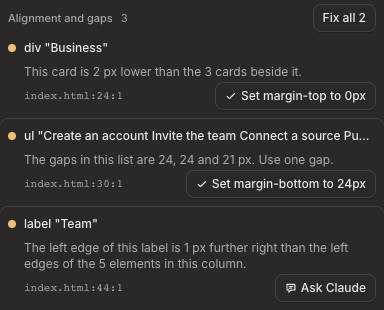 Alignment and gaps 3
Fix all 2
div "Business"
This card is 2 px lower than the 3 cards beside it.
index.html:24:1
Set margin-top to 0px
ul "Create an account Invite the team Connect a source Pu...
The gaps in this list are 24, 24 and 21 px. Use one gap.
index.html:30:1
Set margin-bottom to 24px
label "Team"
The left edge of this label is 1 px further right than the left
edges of the 5 elements in this column.
index.html:44:1
Ask Claude